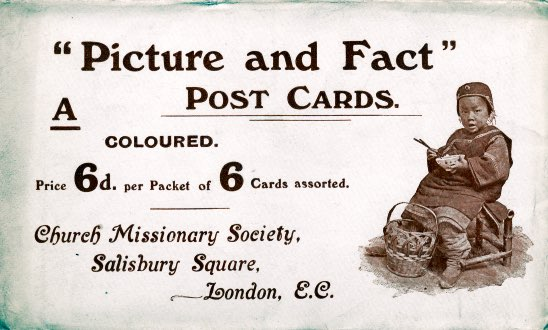 "Picture and Fact"
POST CARDS.
A
COLOURED.
Price 6d. per Packet of 6 Cards assorted.
Church Missionary Society,
Salisbury Square,
London, E.C.